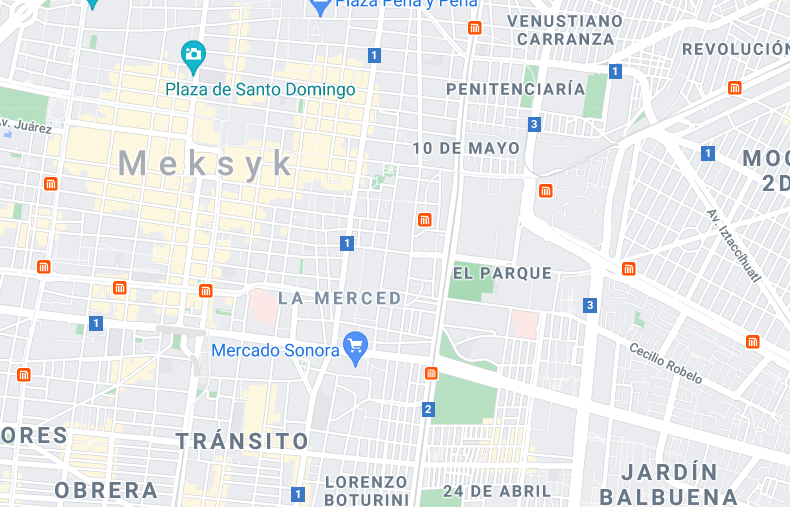 Plaza Peña y Peña
VENUSTIANO
CARRANZA
REVOLUCIÓN
1
1
Plaza de Santo Domingo
PENITENCIARÍA
3
Av. Juárez
10 DE MAYO
1
MOC
2D
Meksyk
Av. Iztaccíhuatl
1
EL PARQUE
LA MERCED
3
1
Mercado Sonora
Cecilio Robelo
2
ORES
TRÁNSITO
JARDÍN
BALBUENA
OBRERA
1
LORENZO
BOTURINI
24 DE ABRIL